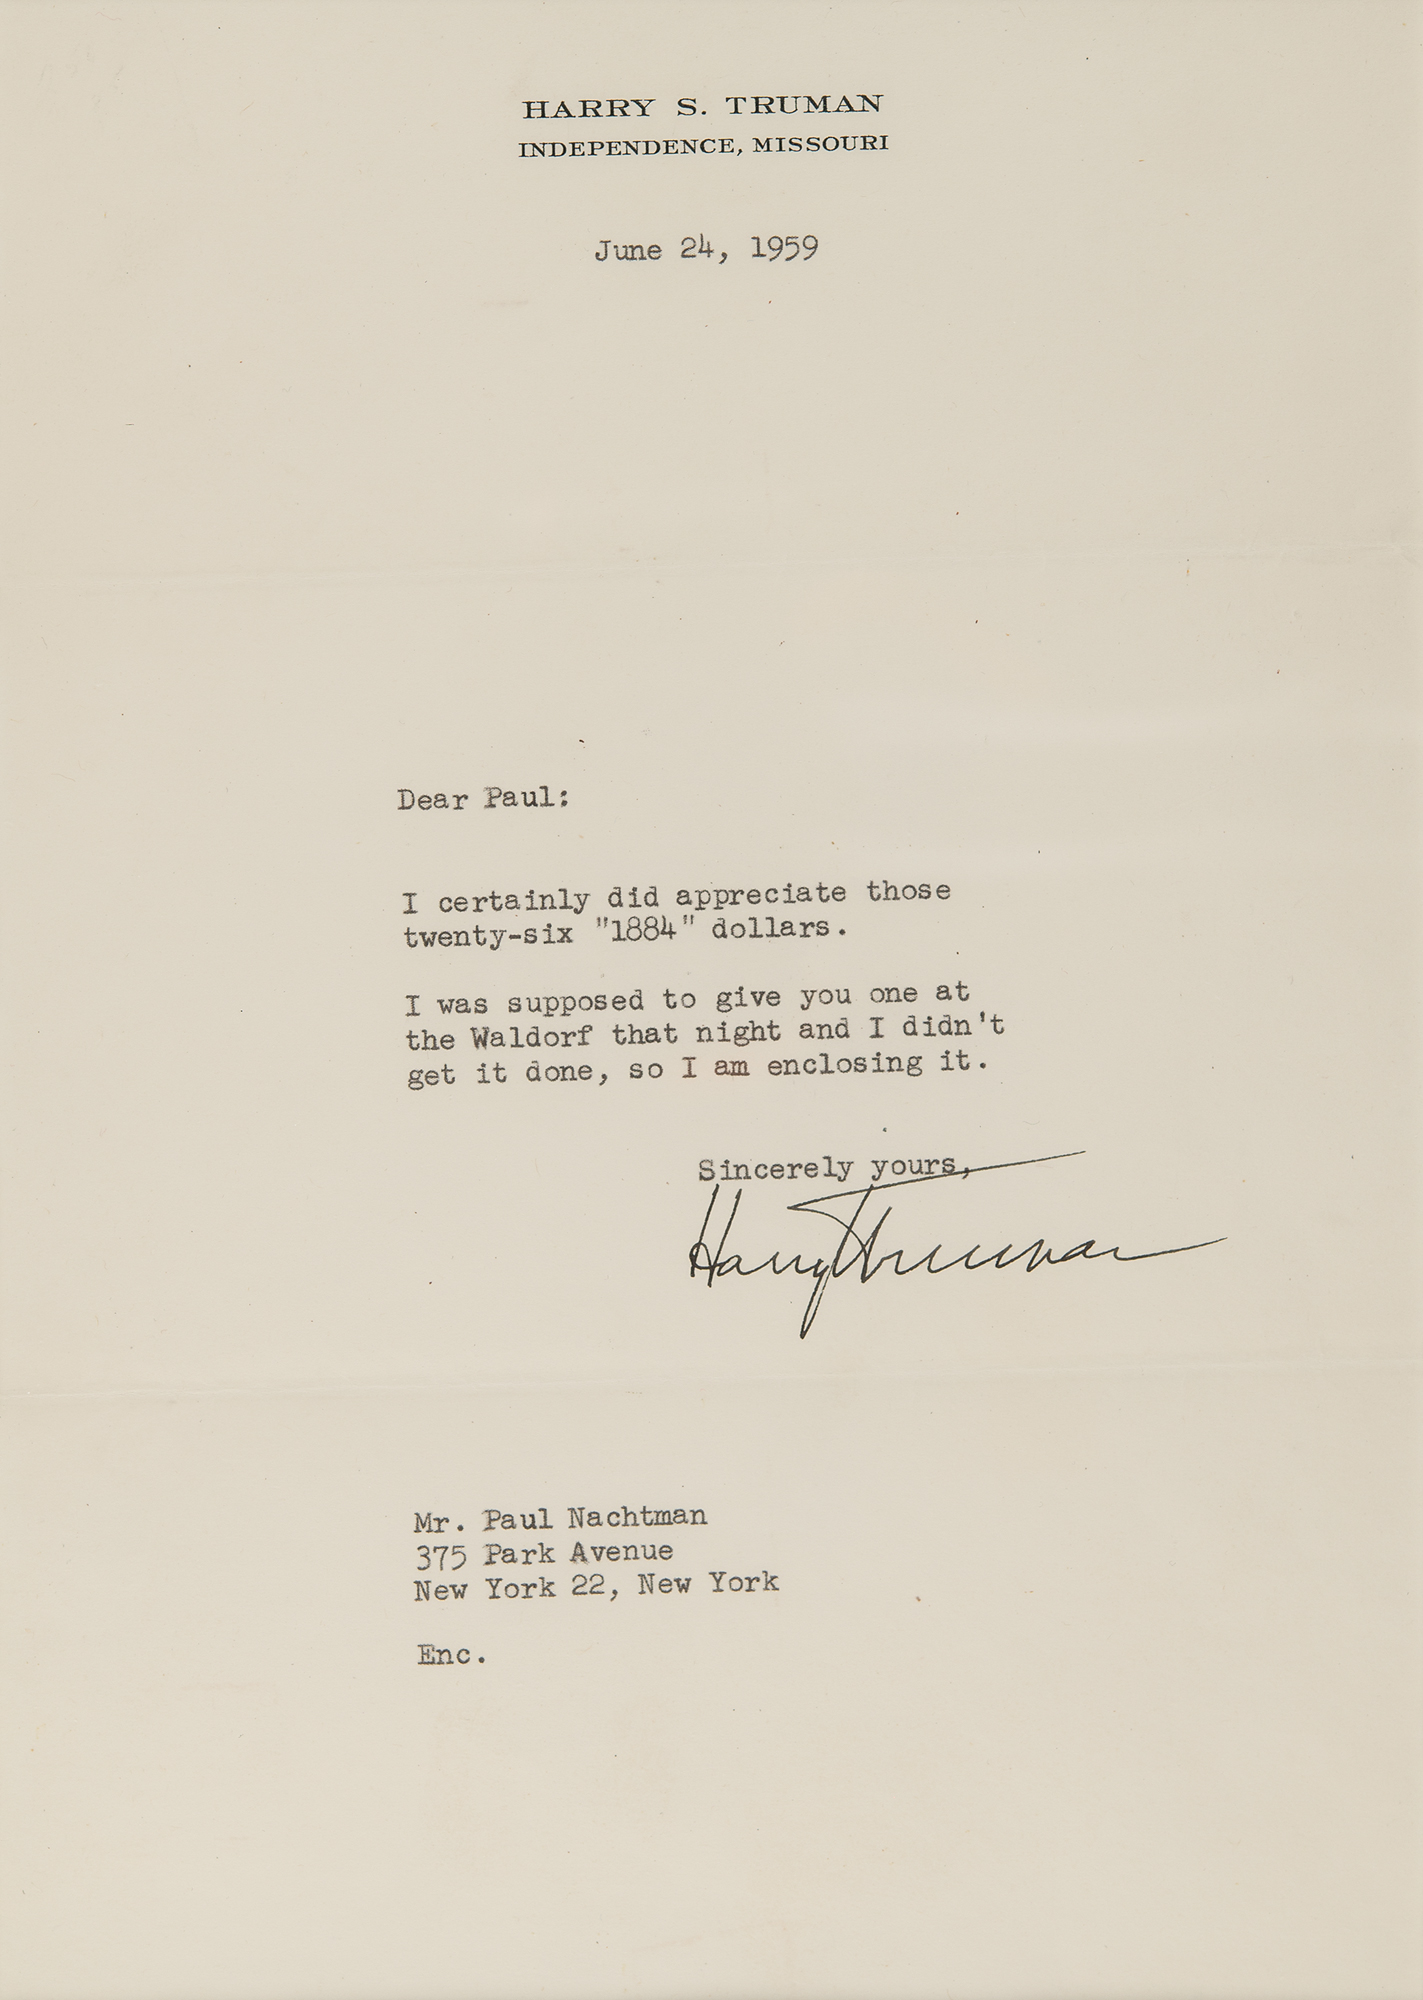 HARRY S. TRUMAN
INDEPENDENCE, MISSOURI
June 24, 1959
Dear Paul:
I certainly did appreciate those
twenty-six "1884" dollars.
I was supposed to give you one at
the Waldorf that night and I didn't
get it done, so I am enclosing it.
Sincerely yours,
Harry Truman
Mr. Paul Nachtman
375 Park Avenue
New York 22, New York
Enc.